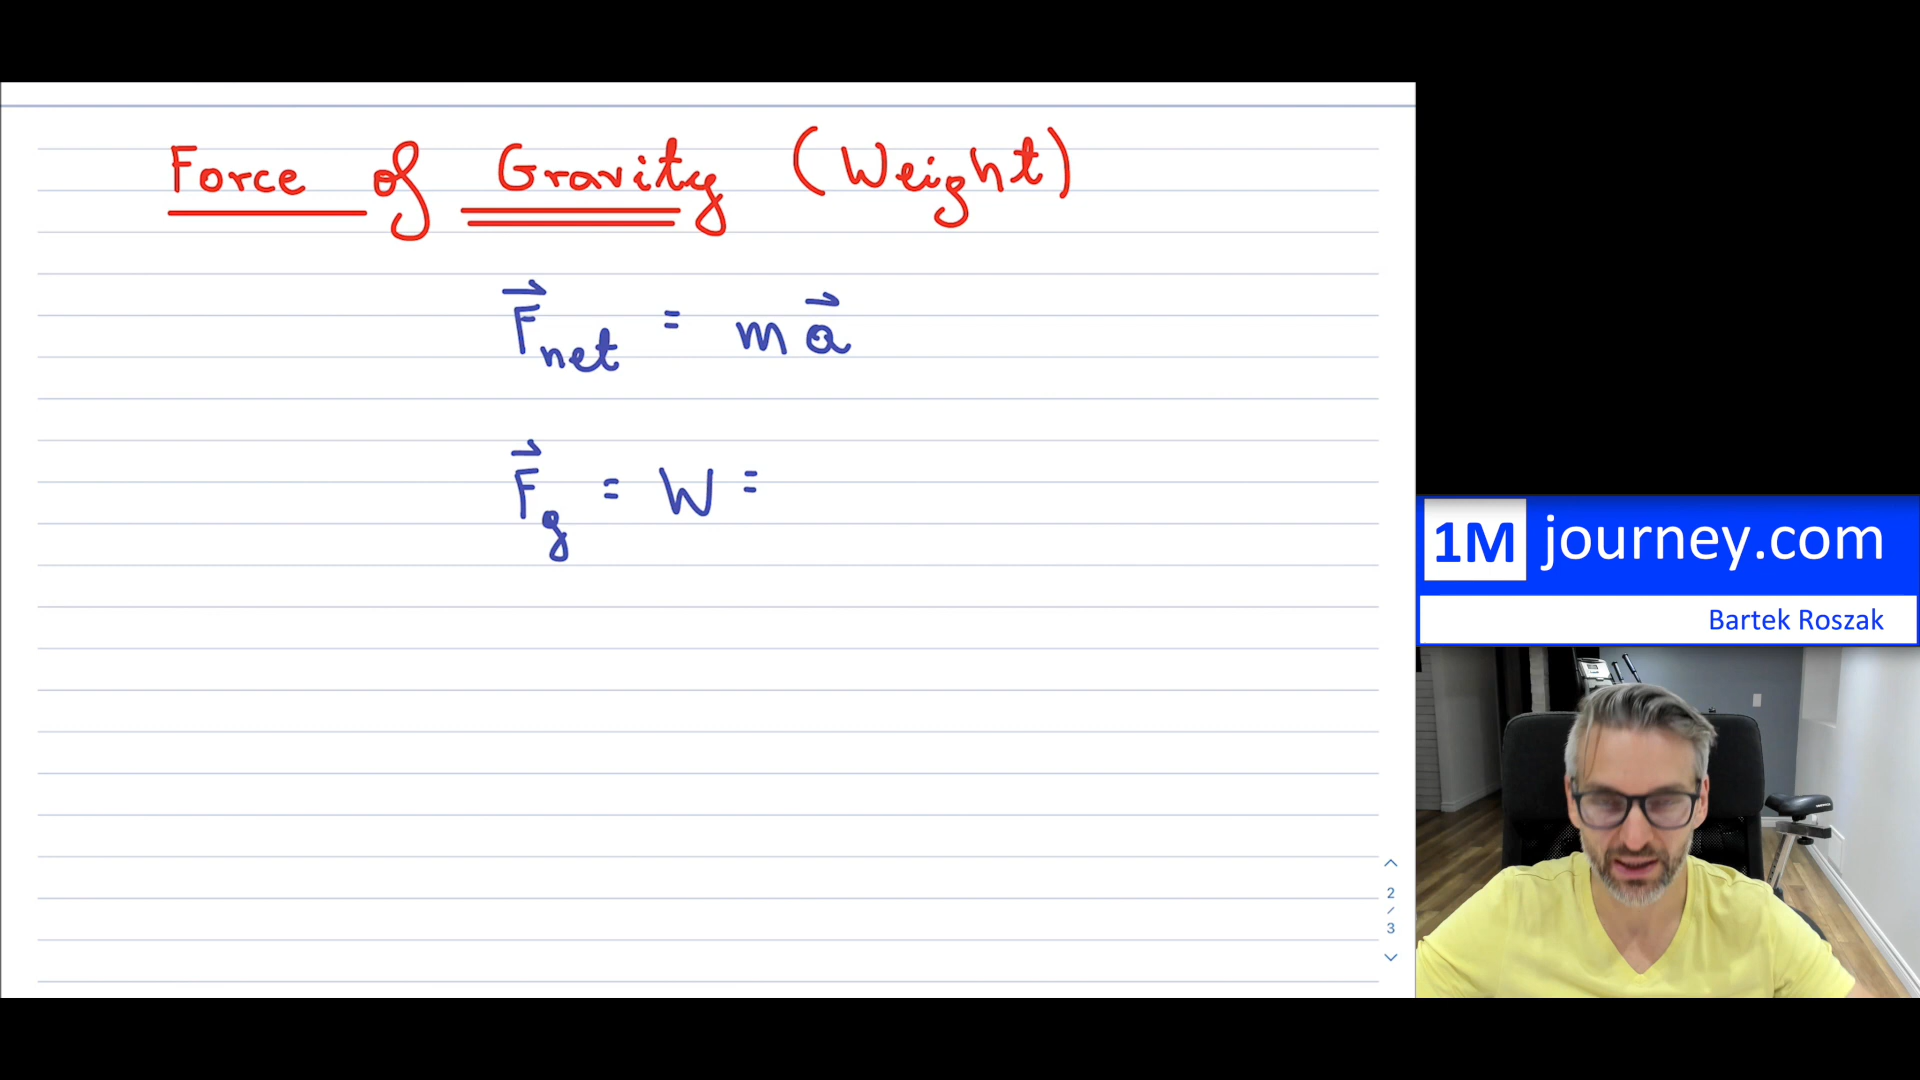 Force of Gravity (Weight)
F⃗net = ma⃗
F⃗g = W =
1M journey.com
Bartek Roszak
2
/
3